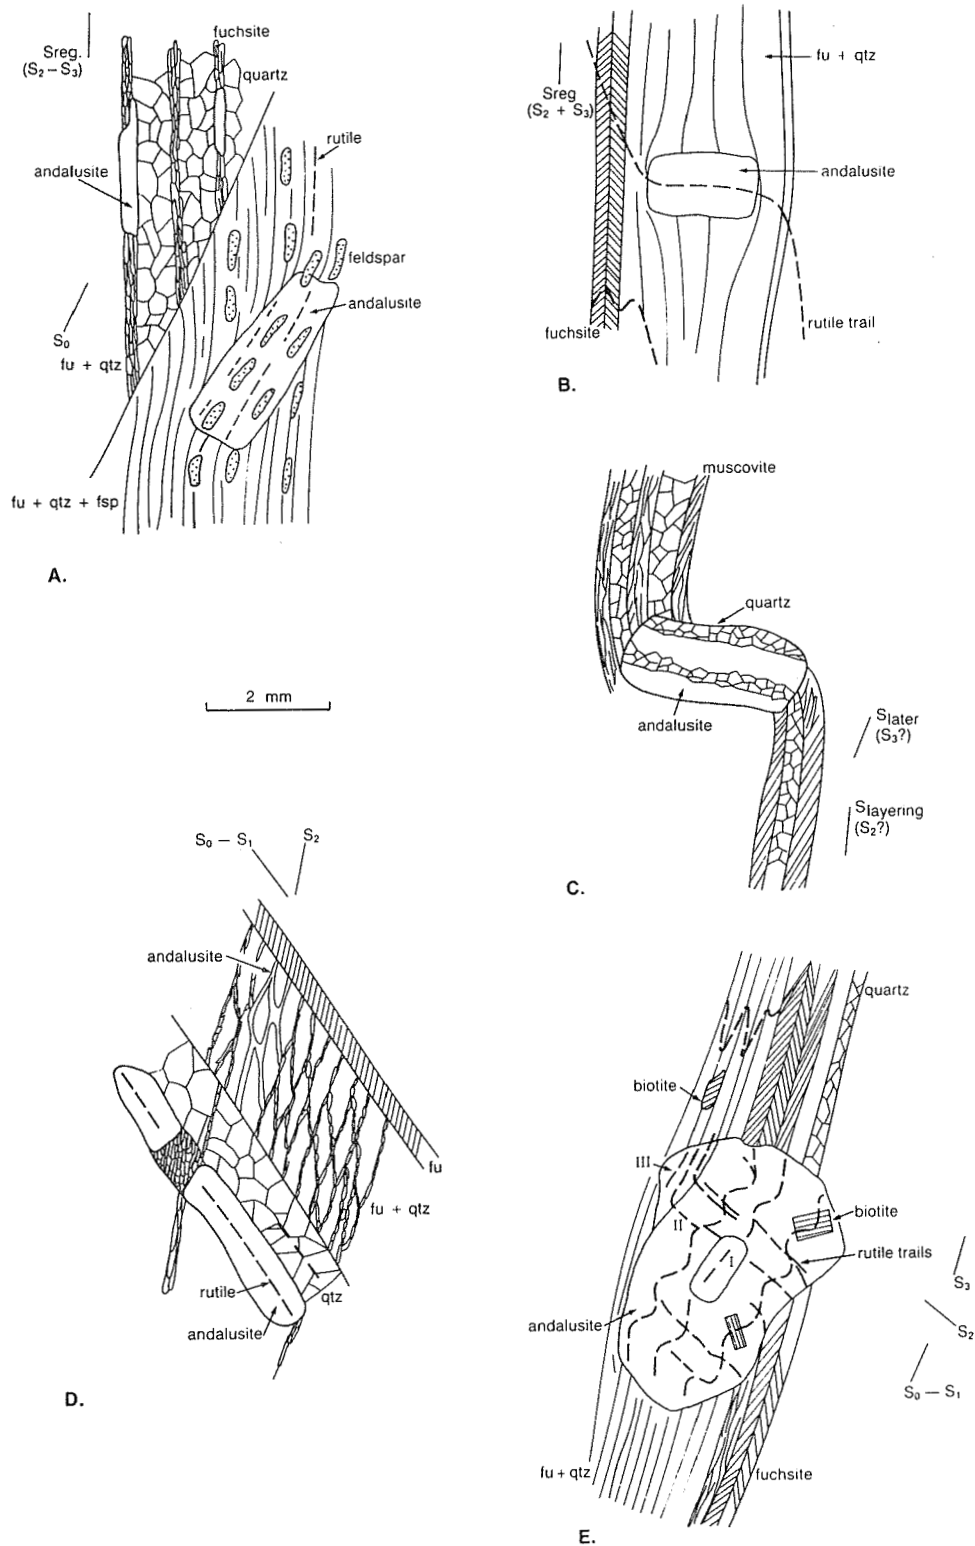 Sreg.
(S₂ – S₃)
fuchsite
quartz
rutile
andalusite
feldspar
andalusite
S₀
fu + qtz
fu + qtz + fsp
A.
fu + qtz
Sreg
(S₂ + S₃)
andalusite
rutile trail
fuchsite
B.
muscovite
quartz
andalusite
Slater
(S₃?)
Slayering
(S₂?)
C.
2 mm
S₀ – S₁
S₂
andalusite
fu
fu + qtz
rutile
qtz
andalusite
D.
quartz
biotite
III
biotite
II
I
rutile trails
andalusite
S₃
S₂
S₀ – S₁
fu + qtz
fuchsite
E.